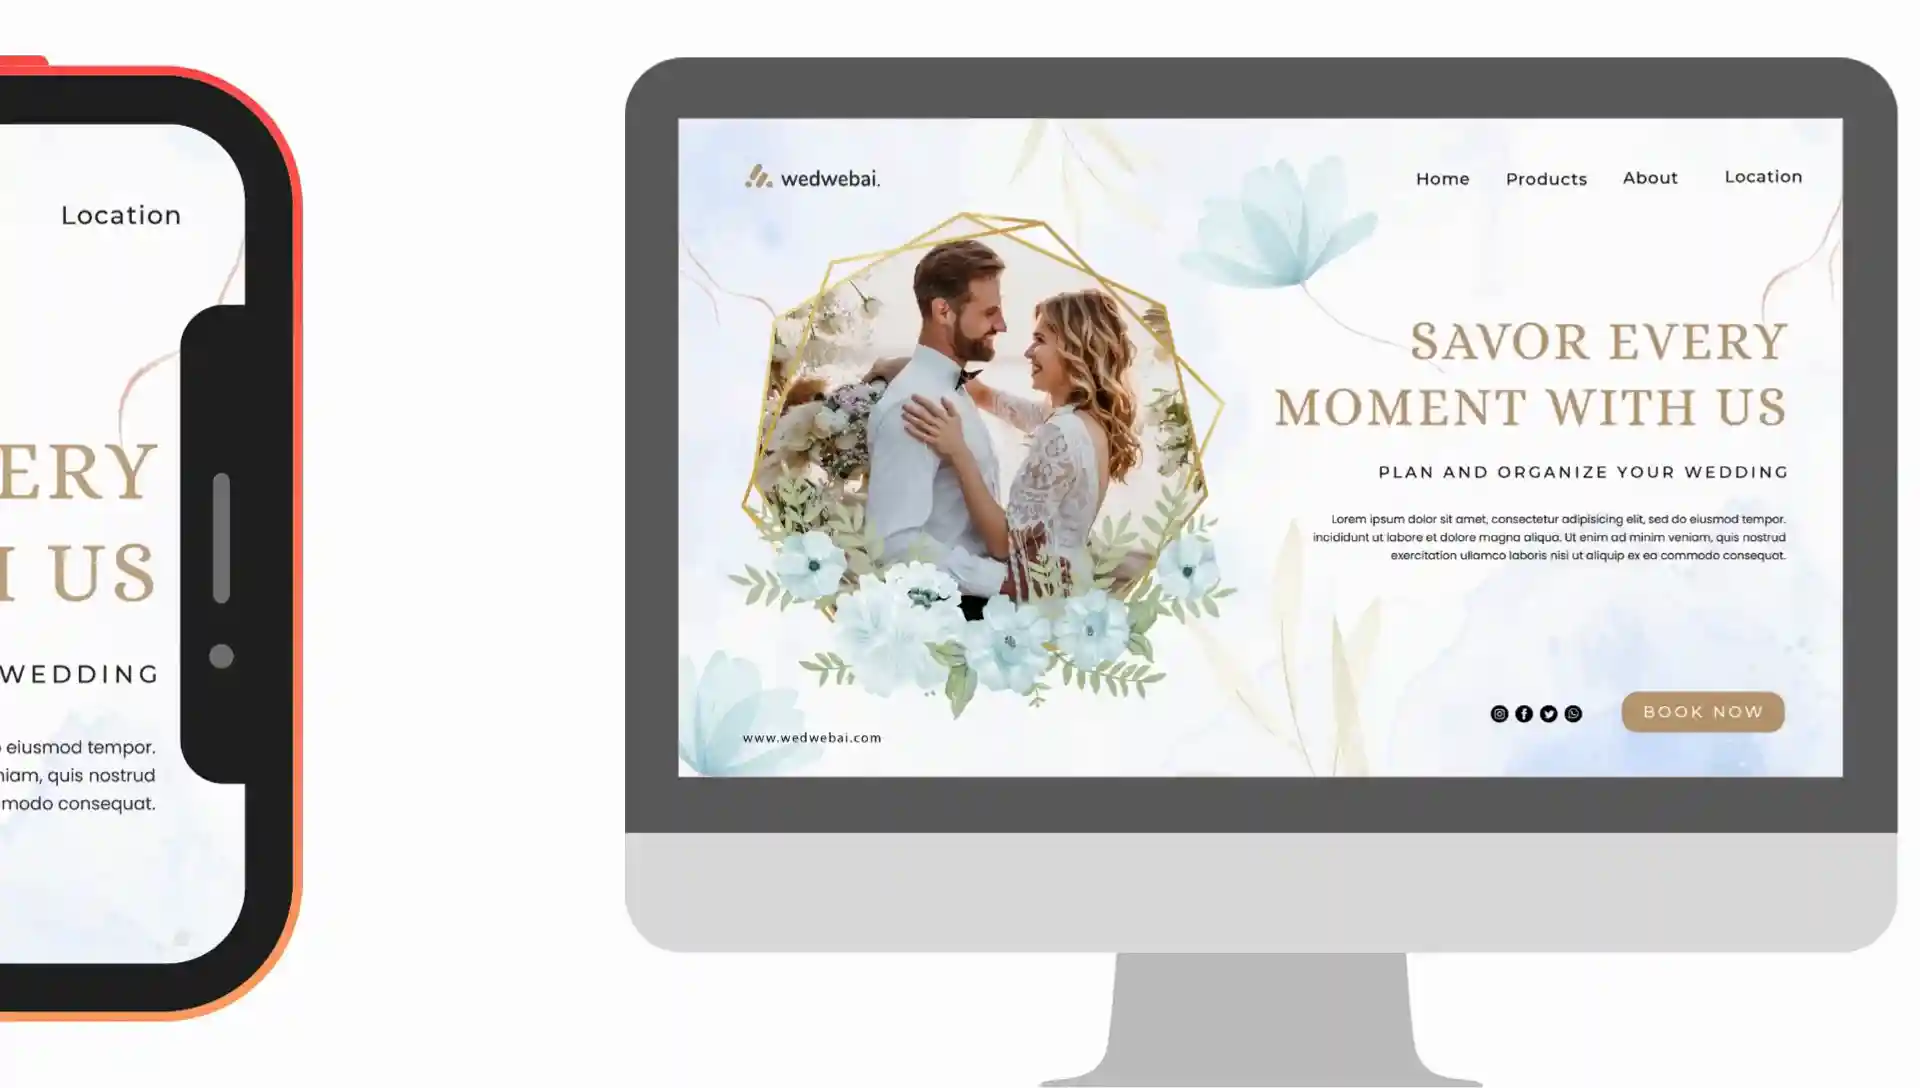 Location
ERY
US
WEDDING
eiusmod tempor.
quis nostrud
consequat.
wedwebai.
Home Products About Location
SAVOR EVERY
MOMENT WITH US
PLAN AND ORGANIZE YOUR WEDDING
Lorem ipsum dolor sit amet, consectetur adipisicing elit, sed do eiusmod tempor.
incididunt ut labore et dolore magna aliqua. Ut enim ad minim veniam, quis nostrud
exercitation ullamco laboris nisi ut aliquip ex ea commodo consequat.
BOOK NOW
www.wedwebai.com